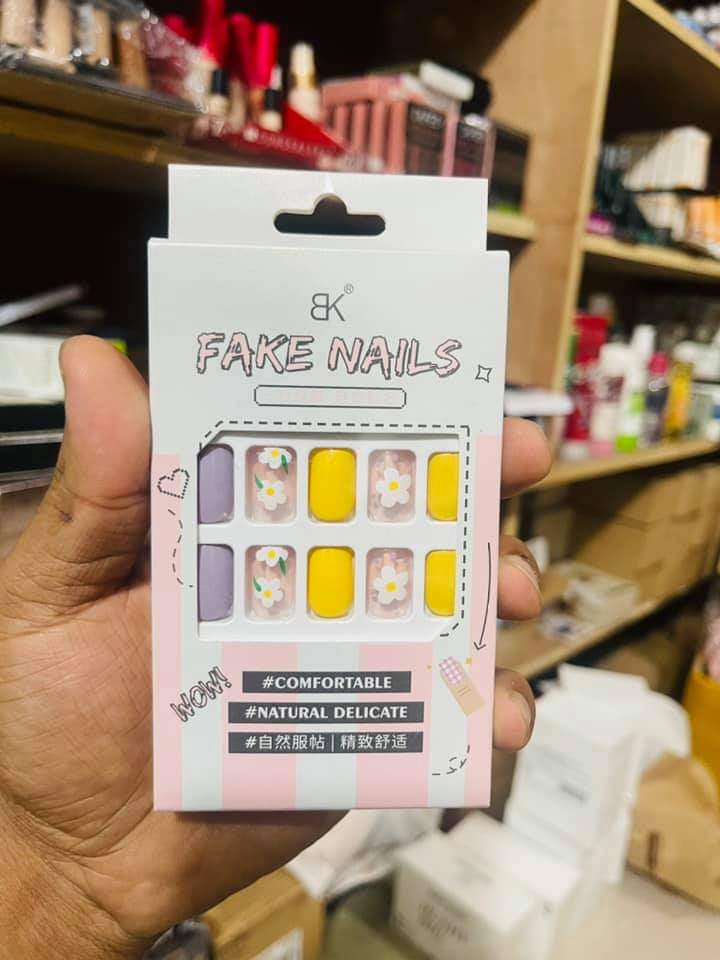 BK®
FAKE NAILS
WOW!
#COMFORTABLE
#NATURAL DELICATE
#自然服帖 | 精致舒适